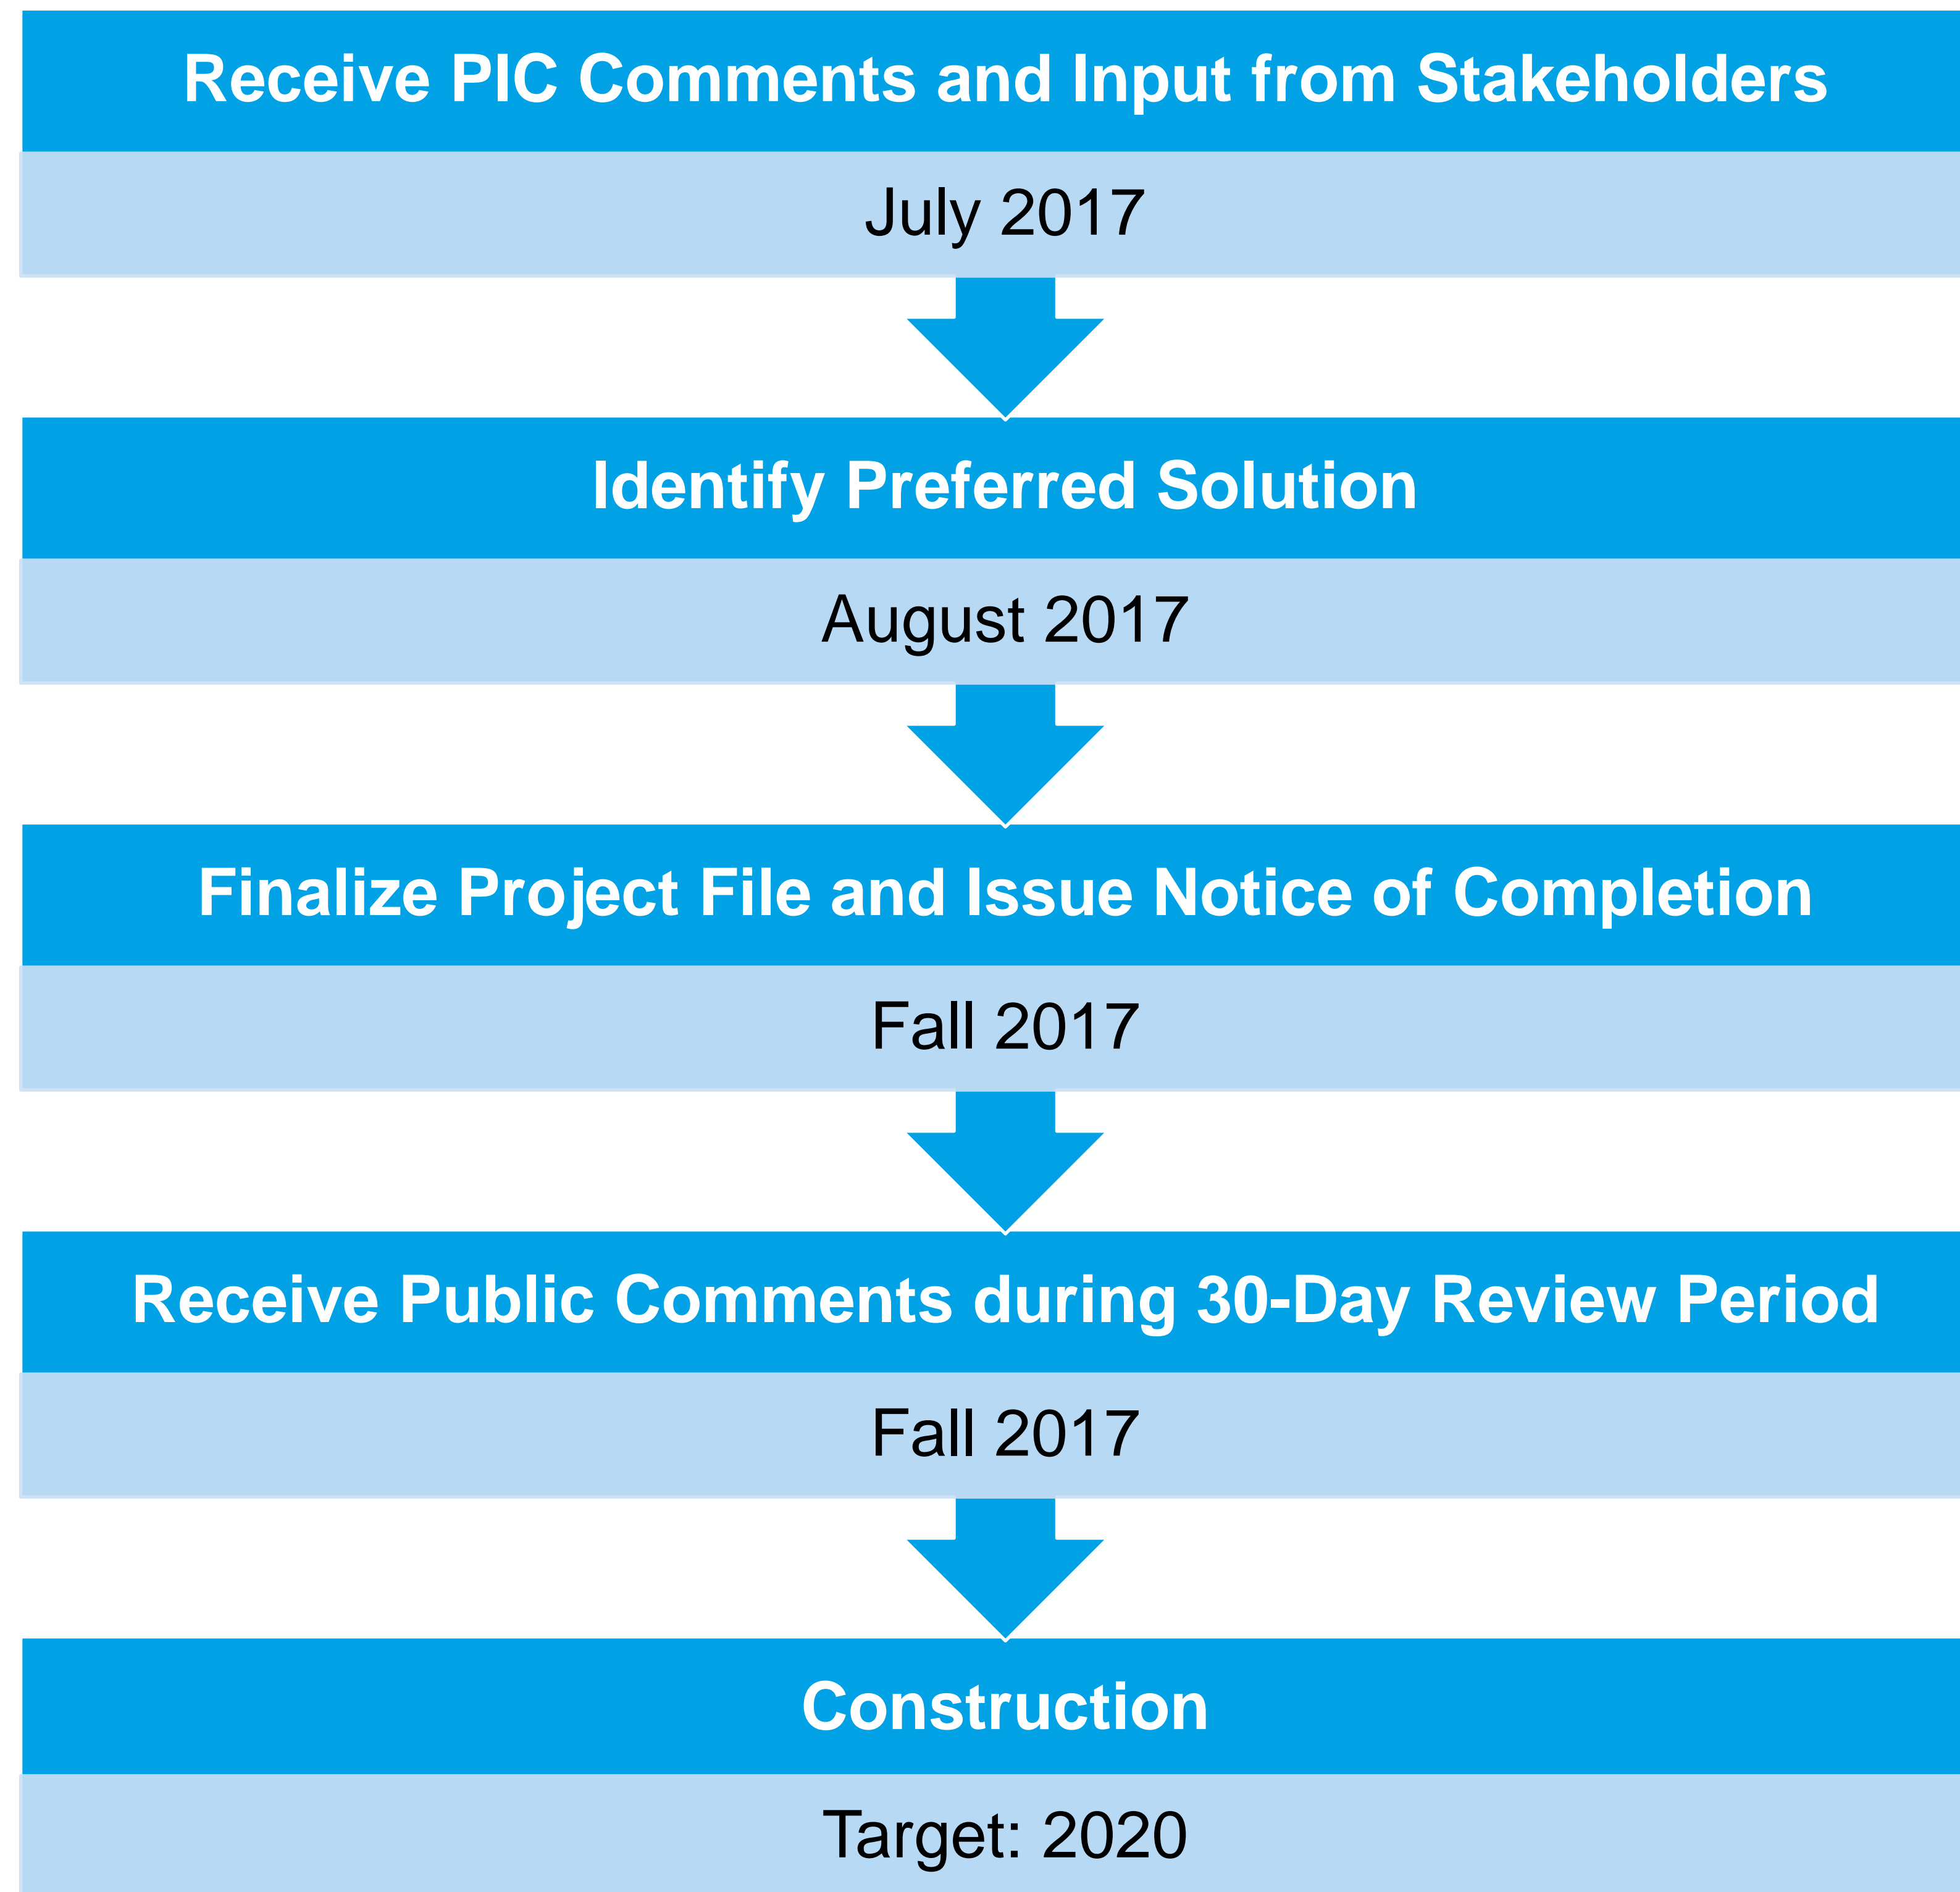 Receive PIC Comments and Input from Stakeholders
July 2017
Identify Preferred Solution
August 2017
Finalize Project File and Issue Notice of Completion
Fall 2017
Receive Public Comments during 30-Day Review Period
Fall 2017
Construction
Target: 2020